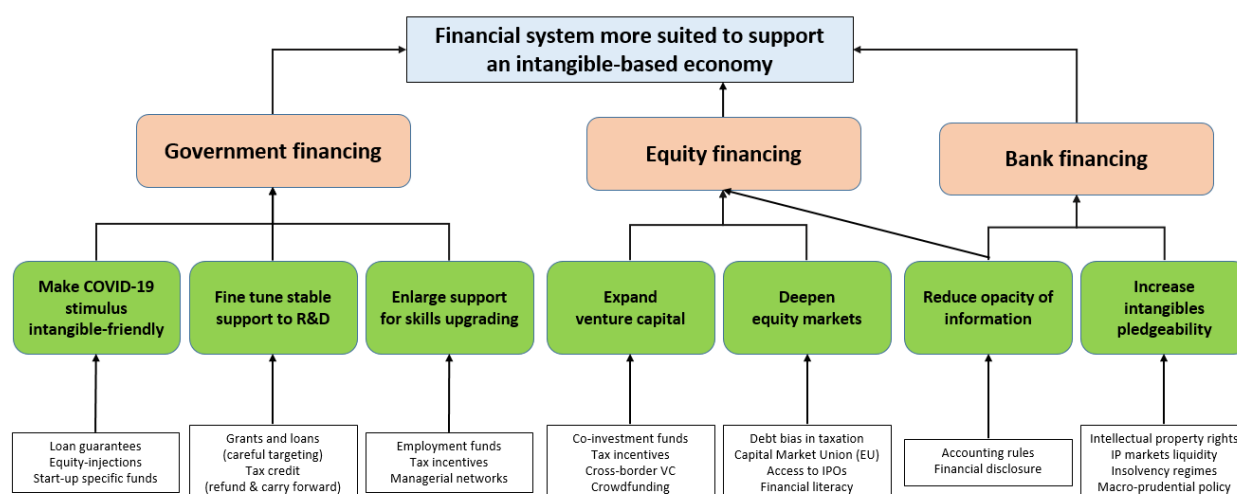 Financial system more suited to support
an intangible-based economy
Government financing
Equity financing
Bank financing
Make COVID-19
stimulus
intangible-friendly
Fine tune stable
support to R&D
Enlarge support
for skills upgrading
Expand
venture capital
Deepen
equity markets
Reduce opacity of
information
Increase
intangibles
pledgeability
Loan guarantees
Equity-injections
Start-up specific funds
Grants and loans
(careful targeting)
Tax credit
(refund & carry forward)
Employment funds
Tax incentives
Managerial networks
Co-investment funds
Tax incentives
Cross-border VC
Crowdfunding
Debt bias in taxation
Capital Market Union (EU)
Access to IPOs
Financial literacy
Accounting rules
Financial disclosure
Intellectual property rights
IP markets liquidity
Insolvency regimes
Macro-prudential policy